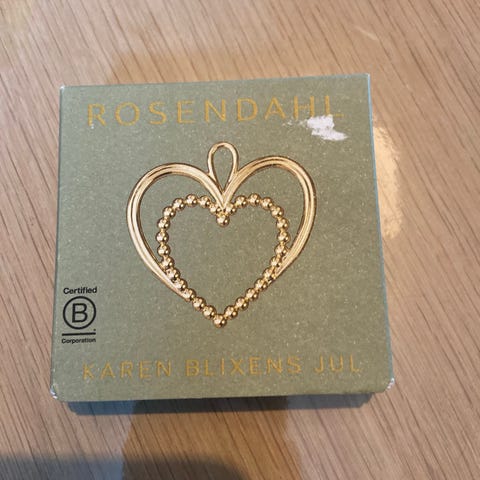 ROSENDAHL
Certified
B
Corporation
KAREN BLIXENS JUL